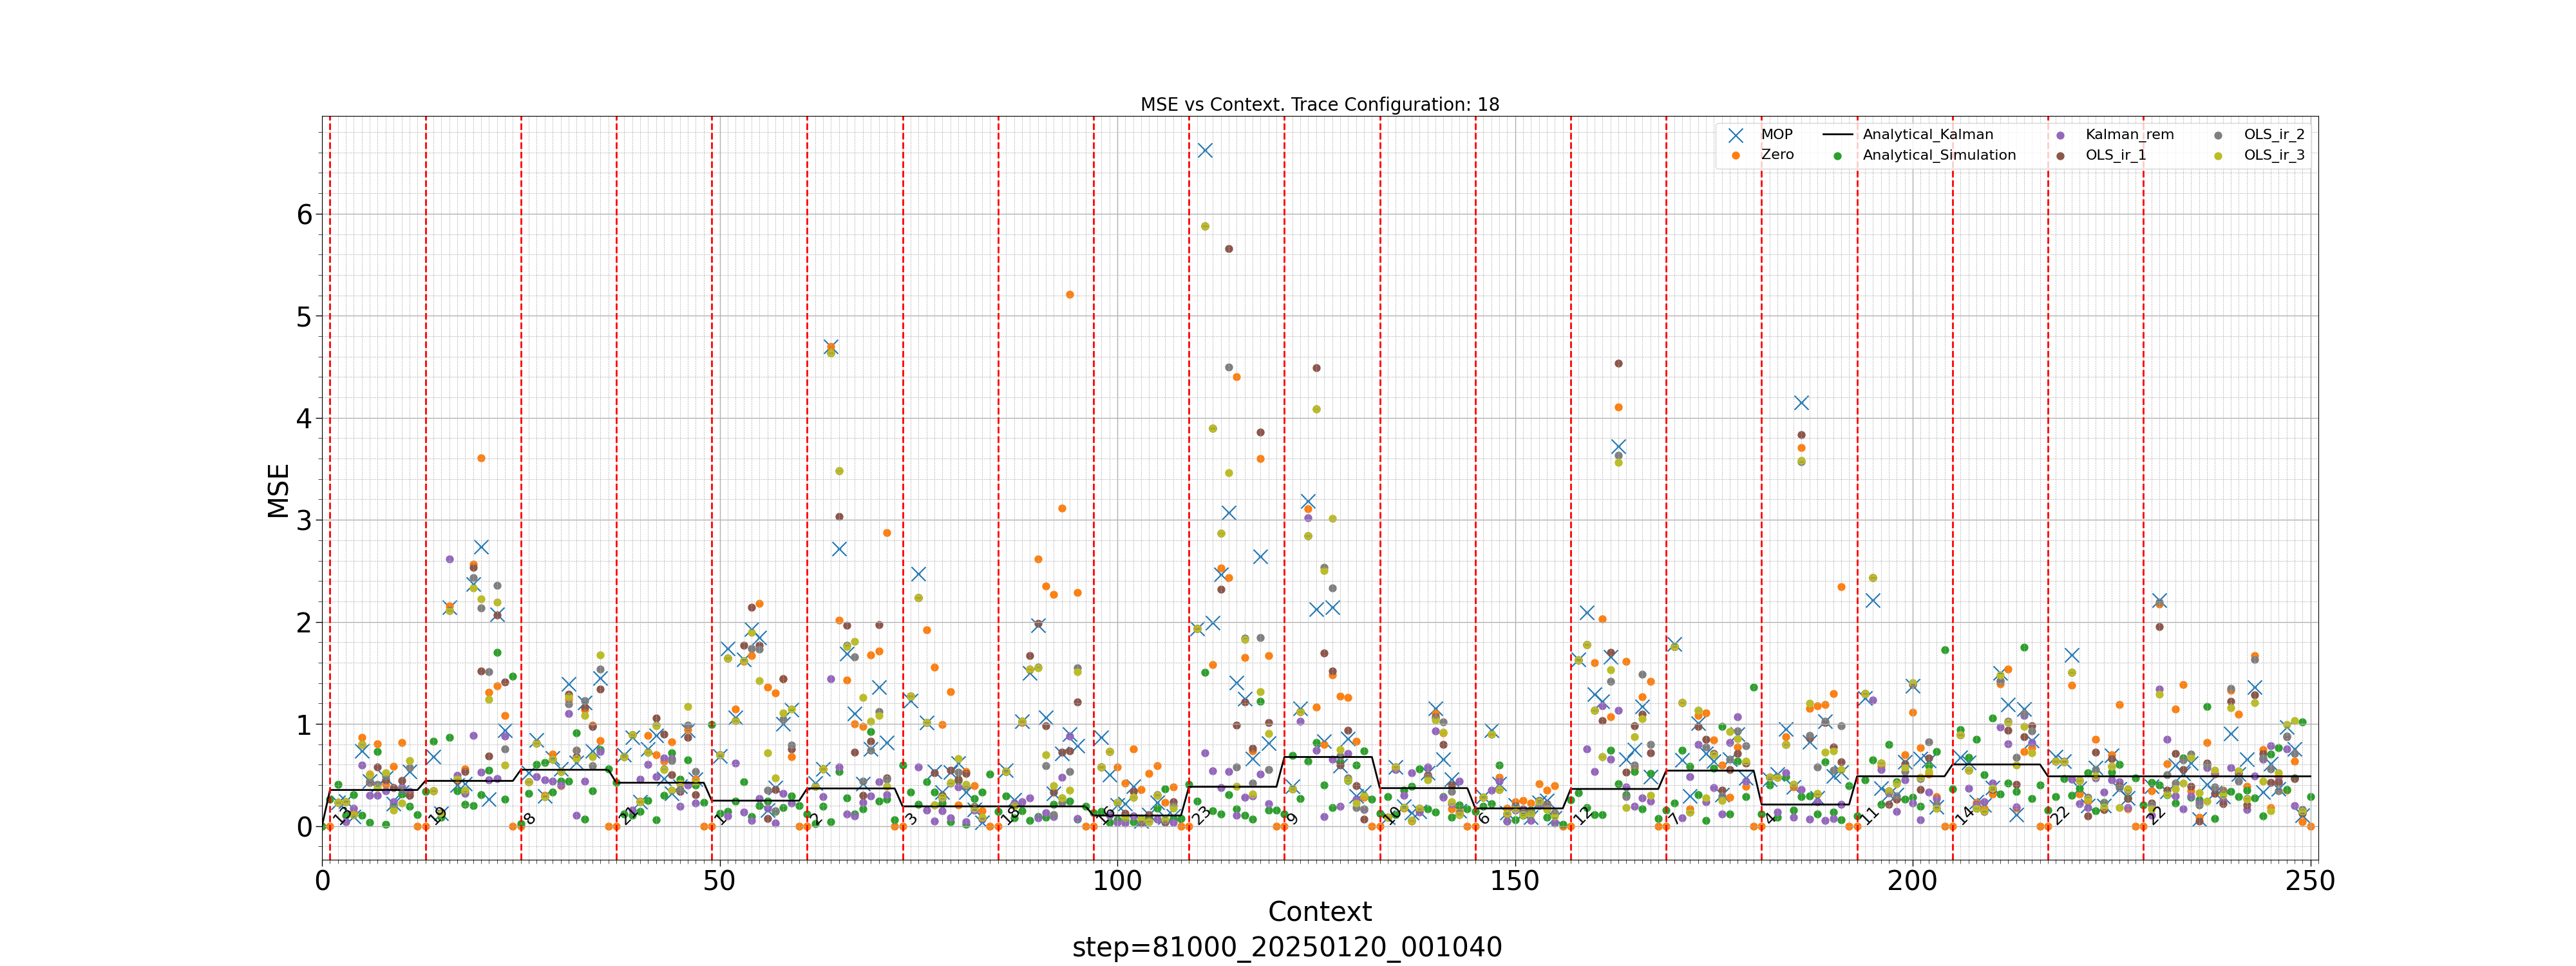 MSE vs Context. Trace Configuration: 18
MOP
Zero
Analytical_Kalman
Analytical_Simulation
Kalman_rem
OLS_ir_1
OLS_ir_2
OLS_ir_3
MSE
6
5
4
3
2
1
0
19
8
1
2
3
18
23
9
10
6
7
4
11
14
22
22
0 50 100 150 200 250
Context
step=81000_20250120_001040